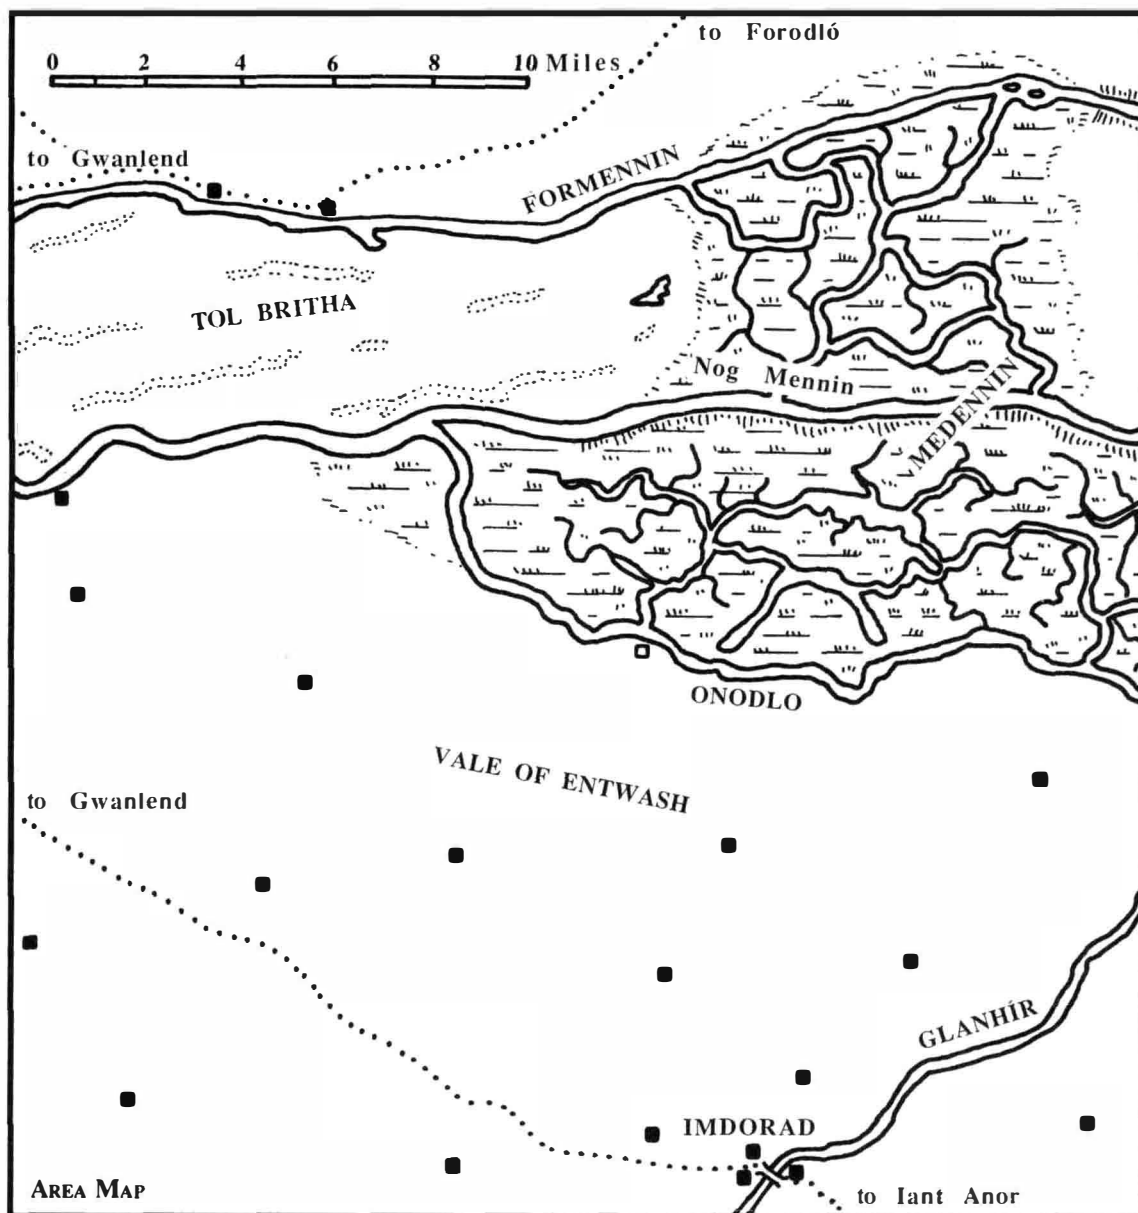 to Forodló
0 2 4 6 8 10 Miles
to Gwanlend
FORMENNIN
TOL BRITHA
Nog Mennin
MEDENNIN
ONODLO
VALE OF ENTWASH
to Gwanlend
GLANHÍR
IMDORAD
AREA MAP
to Iant Anor